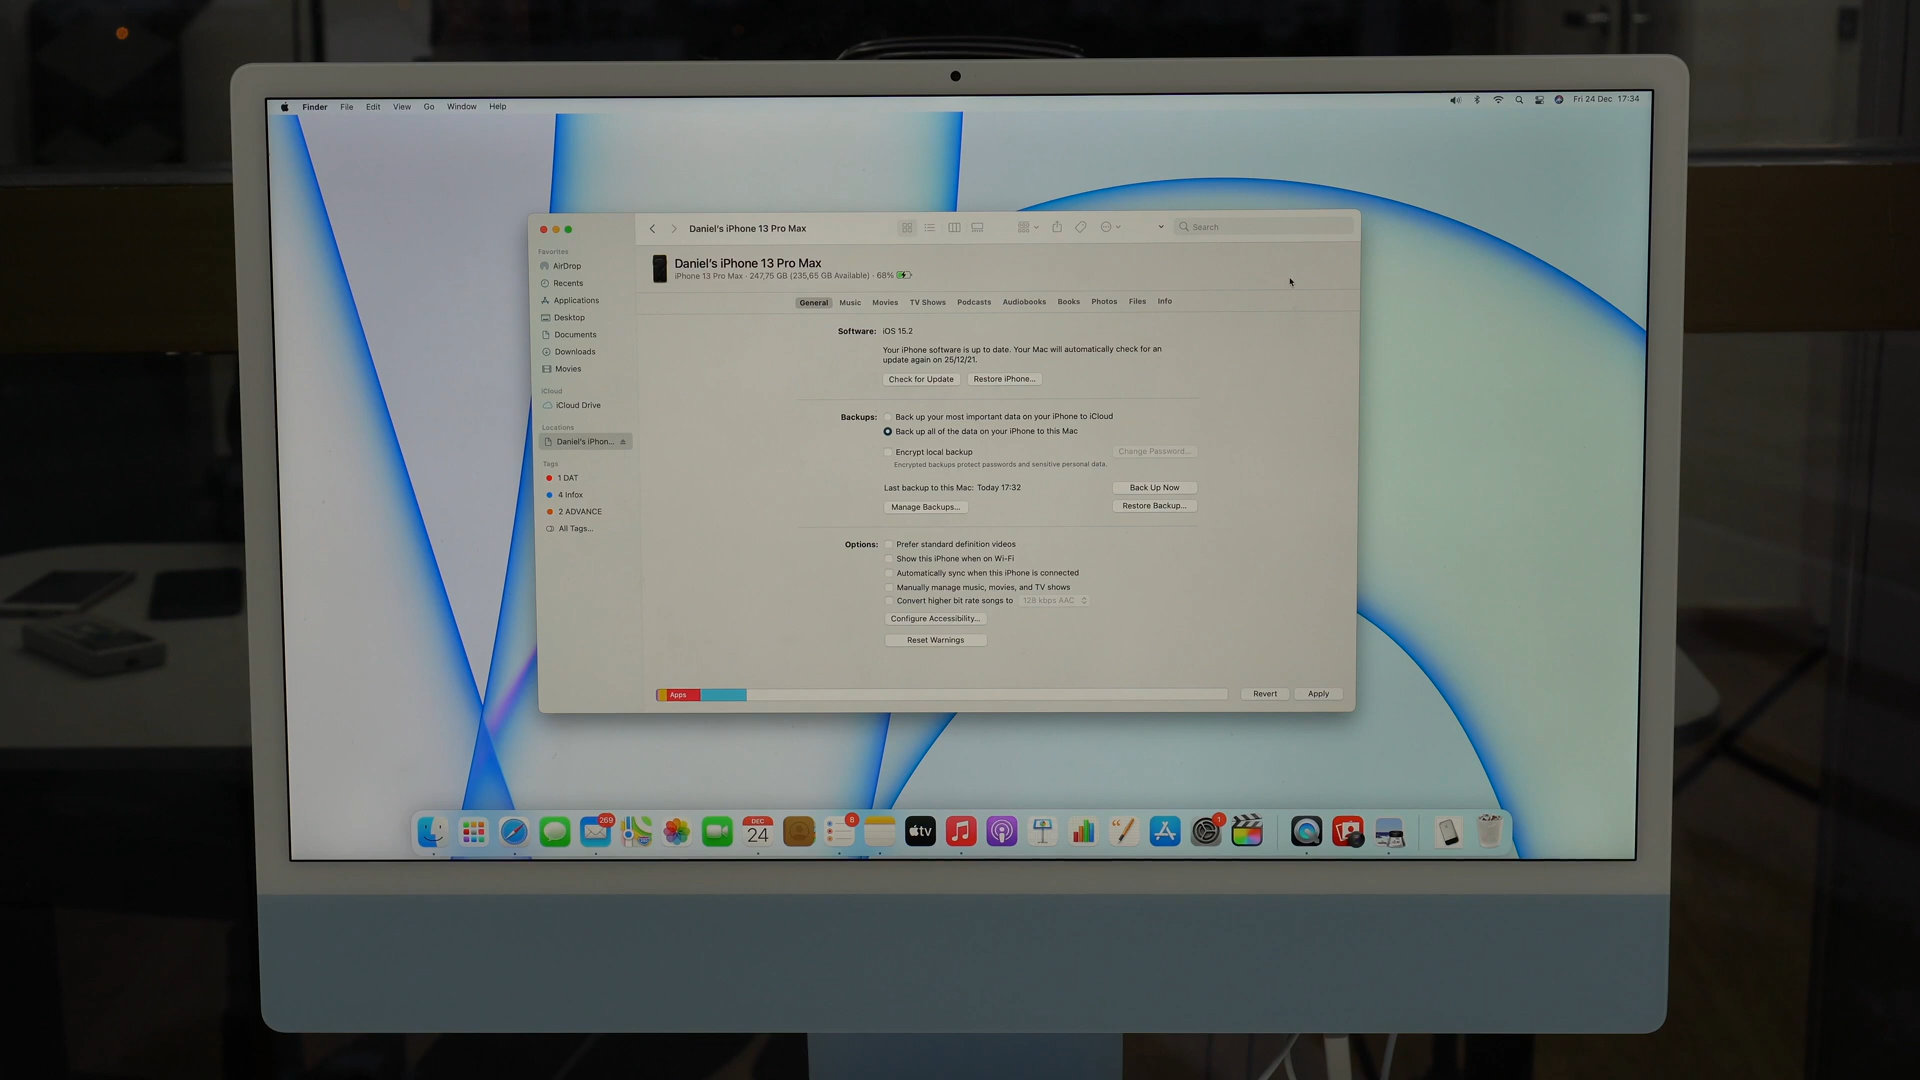 Finder File Edit View Go Window Help
Fri 24 Dec 17:34
Daniel's iPhone 13 Pro Max
Search
Favorites
AirDrop
Recents
Applications
Desktop
Documents
Downloads
Movies
iCloud
iCloud Drive
Locations
Daniel's iPhon...
Tags
1 DAT
4 Infox
2 ADVANCE
All Tags...
Daniel's iPhone 13 Pro Max
iPhone 13 Pro Max · 247,75 GB (235,65 GB Available) · 68%
General Music Movies TV Shows Podcasts Audiobooks Books Photos Files Info
Software: iOS 15.2
Your iPhone software is up to date. Your Mac will automatically check for an
update again on 25/12/21.
Check for Update Restore iPhone...
Backups: Back up your most important data on your iPhone to iCloud
Back up all of the data on your iPhone to this Mac
Encrypt local backup Change Password...
Encrypted backups protect passwords and sensitive personal data.
Last backup to this Mac: Today 17:32 Back Up Now
Manage Backups... Restore Backup...
Options: Prefer standard definition videos
Show this iPhone when on Wi-Fi
Automatically sync when this iPhone is connected
Manually manage music, movies, and TV shows
Convert higher bit rate songs to 128 kbps AAC
Configure Accessibility...
Reset Warnings
Apps
Revert Apply
269
DEC
24
8
tv
1